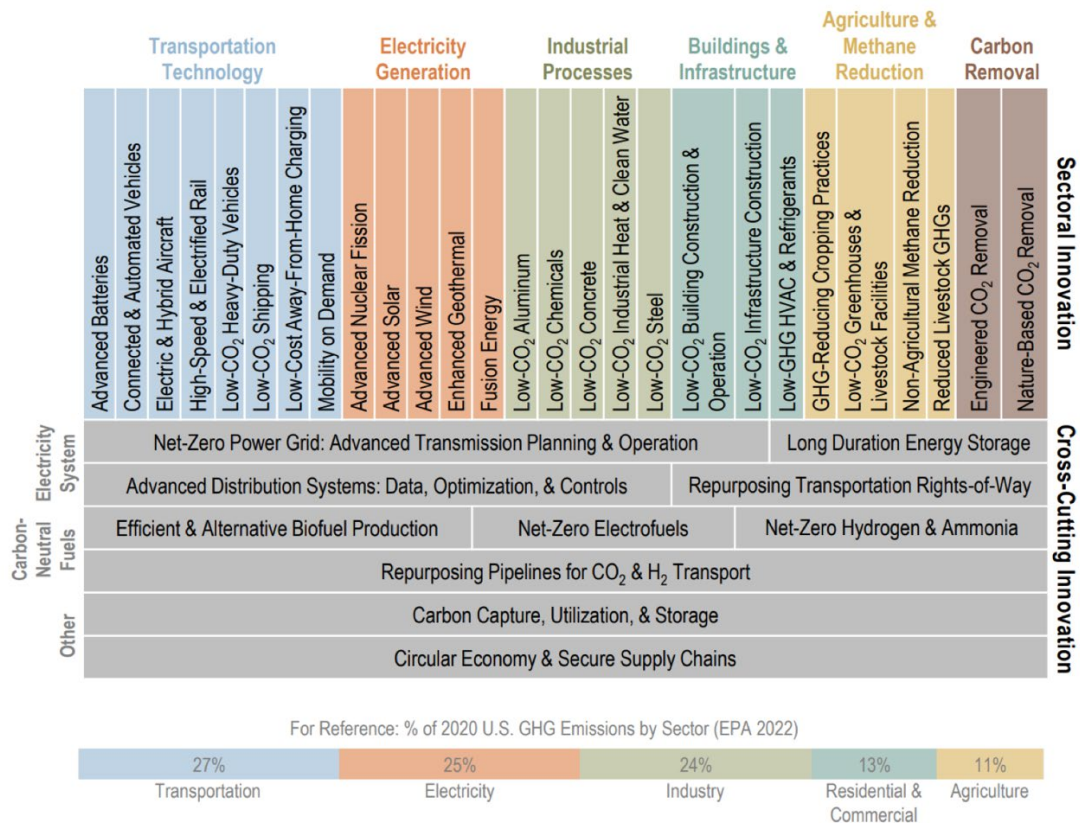 Transportation
Technology
Electricity
Generation
Industrial
Processes
Buildings &
Infrastructure
Agriculture &
Methane
Reduction
Carbon
Removal
Advanced Batteries
Connected & Automated Vehicles
Electric & Hybrid Aircraft
High-Speed & Electrified Rail
Low-CO₂ Heavy-Duty Vehicles
Low-CO₂ Shipping
Low-Cost Away-From-Home Charging
Mobility on Demand
Advanced Nuclear Fission
Advanced Solar
Advanced Wind
Enhanced Geothermal
Fusion Energy
Low-CO₂ Aluminum
Low-CO₂ Chemicals
Low-CO₂ Concrete
Low-CO₂ Industrial Heat & Clean Water
Low-CO₂ Steel
Low-CO₂ Building Construction &
Operation
Low-CO₂ Infrastructure Construction
Low-GHG HVAC & Refrigerants
GHG-Reducing Cropping Practices
Low-CO₂ Greenhouses &
Livestock Facilities
Non-Agricultural Methane Reduction
Reduced Livestock GHGs
Engineered CO₂ Removal
Nature-Based CO₂ Removal
Sectoral Innovation
Electricity
System
Net-Zero Power Grid: Advanced Transmission Planning & Operation
Long Duration Energy Storage
Advanced Distribution Systems: Data, Optimization, & Controls
Repurposing Transportation Rights-of-Way
Carbon-
Neutral
Fuels
Efficient & Alternative Biofuel Production
Net-Zero Electrofuels
Net-Zero Hydrogen & Ammonia
Repurposing Pipelines for CO₂ & H₂ Transport
Other
Carbon Capture, Utilization, & Storage
Circular Economy & Secure Supply Chains
Cross-Cutting Innovation
For Reference: % of 2020 U.S. GHG Emissions by Sector (EPA 2022)
27%
25%
24%
13%
11%
Transportation
Electricity
Industry
Residential &
Commercial
Agriculture